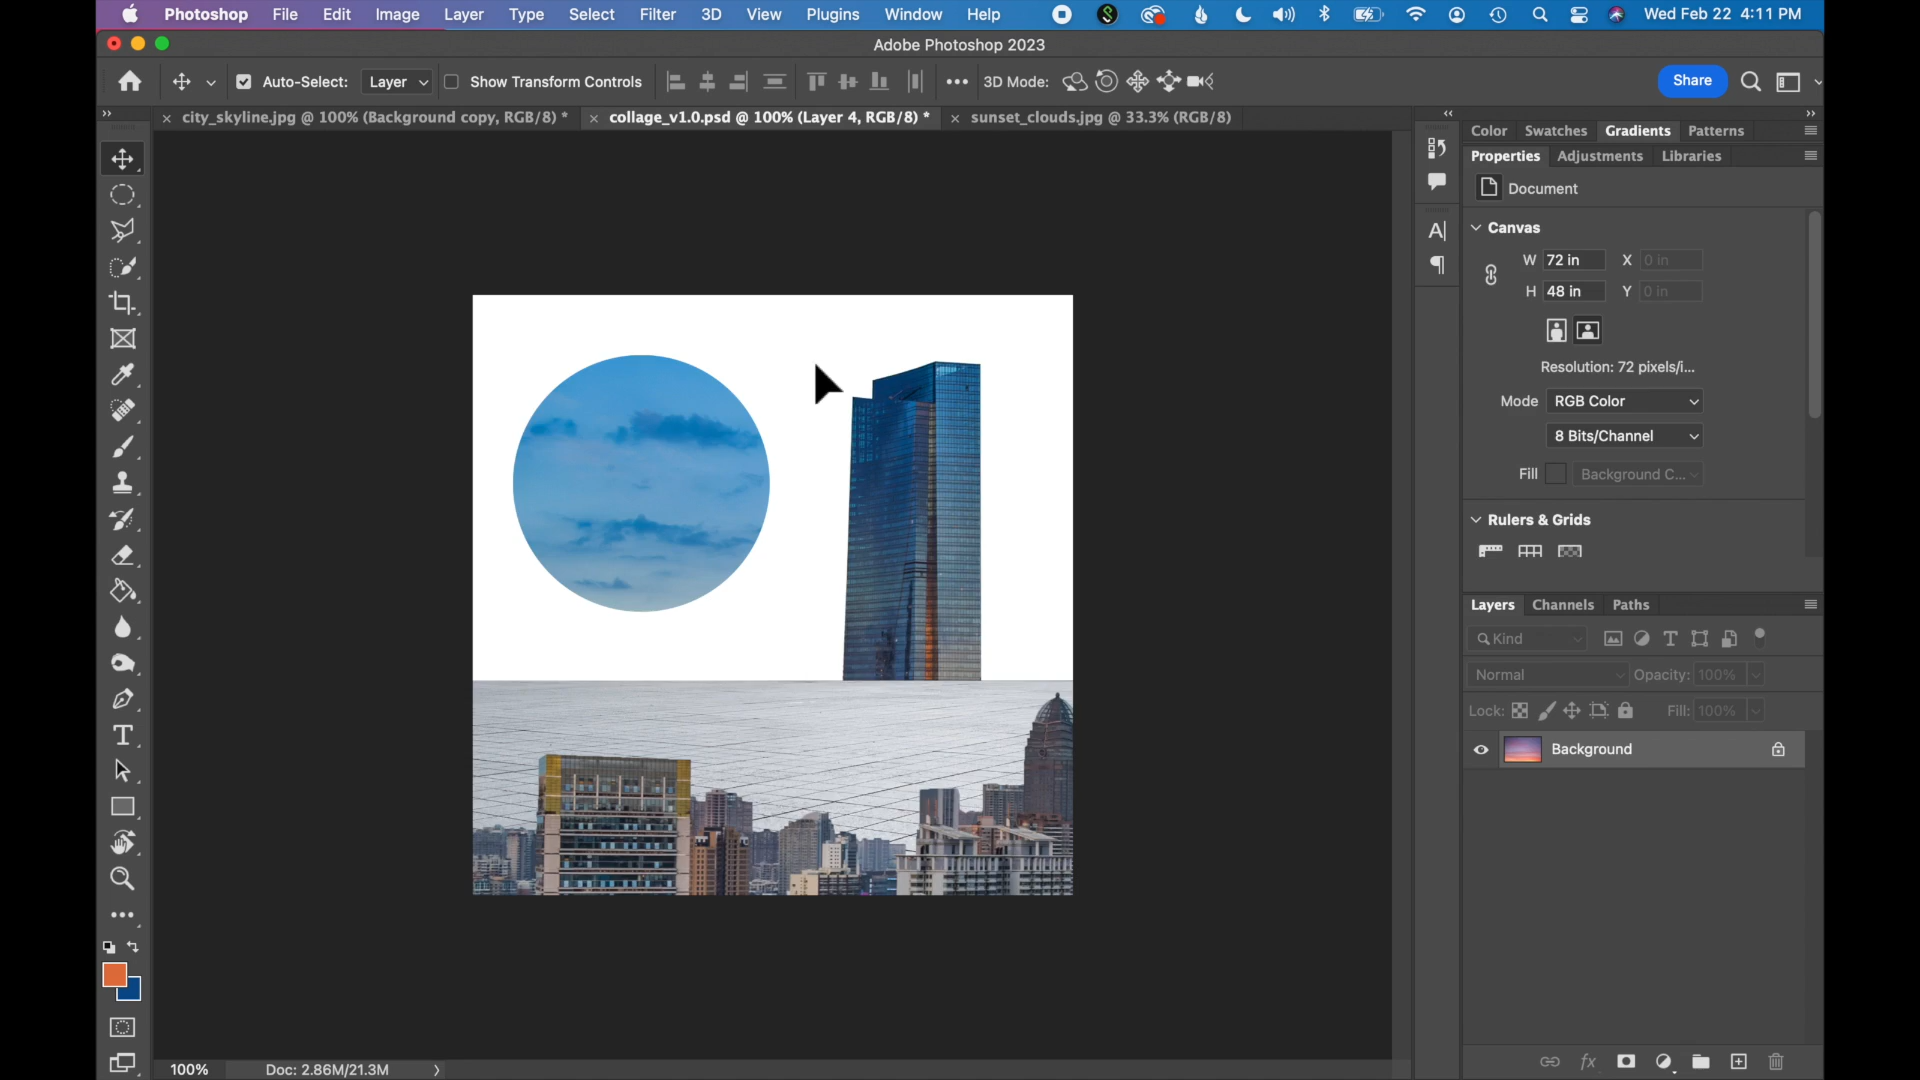 Photoshop File Edit Image Layer Type Select Filter 3D View Plugins Window Help Wed Feb 22 4:11 PM
Adobe Photoshop 2023
Auto-Select: Layer Show Transform Controls 3D Mode: Share
× city_skyline.jpg @ 100% (Background copy, RGB/8) * × collage_v1.0.psd @ 100% (Layer 4, RGB/8) * × sunset_clouds.jpg @ 33.3% (RGB/8)
Color Swatches Gradients Patterns
Properties Adjustments Libraries
Document
Canvas
W 72 in X 0 in
H 48 in Y 0 in
Resolution: 72 pixels/i...
Mode RGB Color
8 Bits/Channel
Fill Background C...
Rulers & Grids
Layers Channels Paths
Kind
Normal Opacity: 100%
Lock: Fill: 100%
Background
100% Doc: 2.86M/21.3M